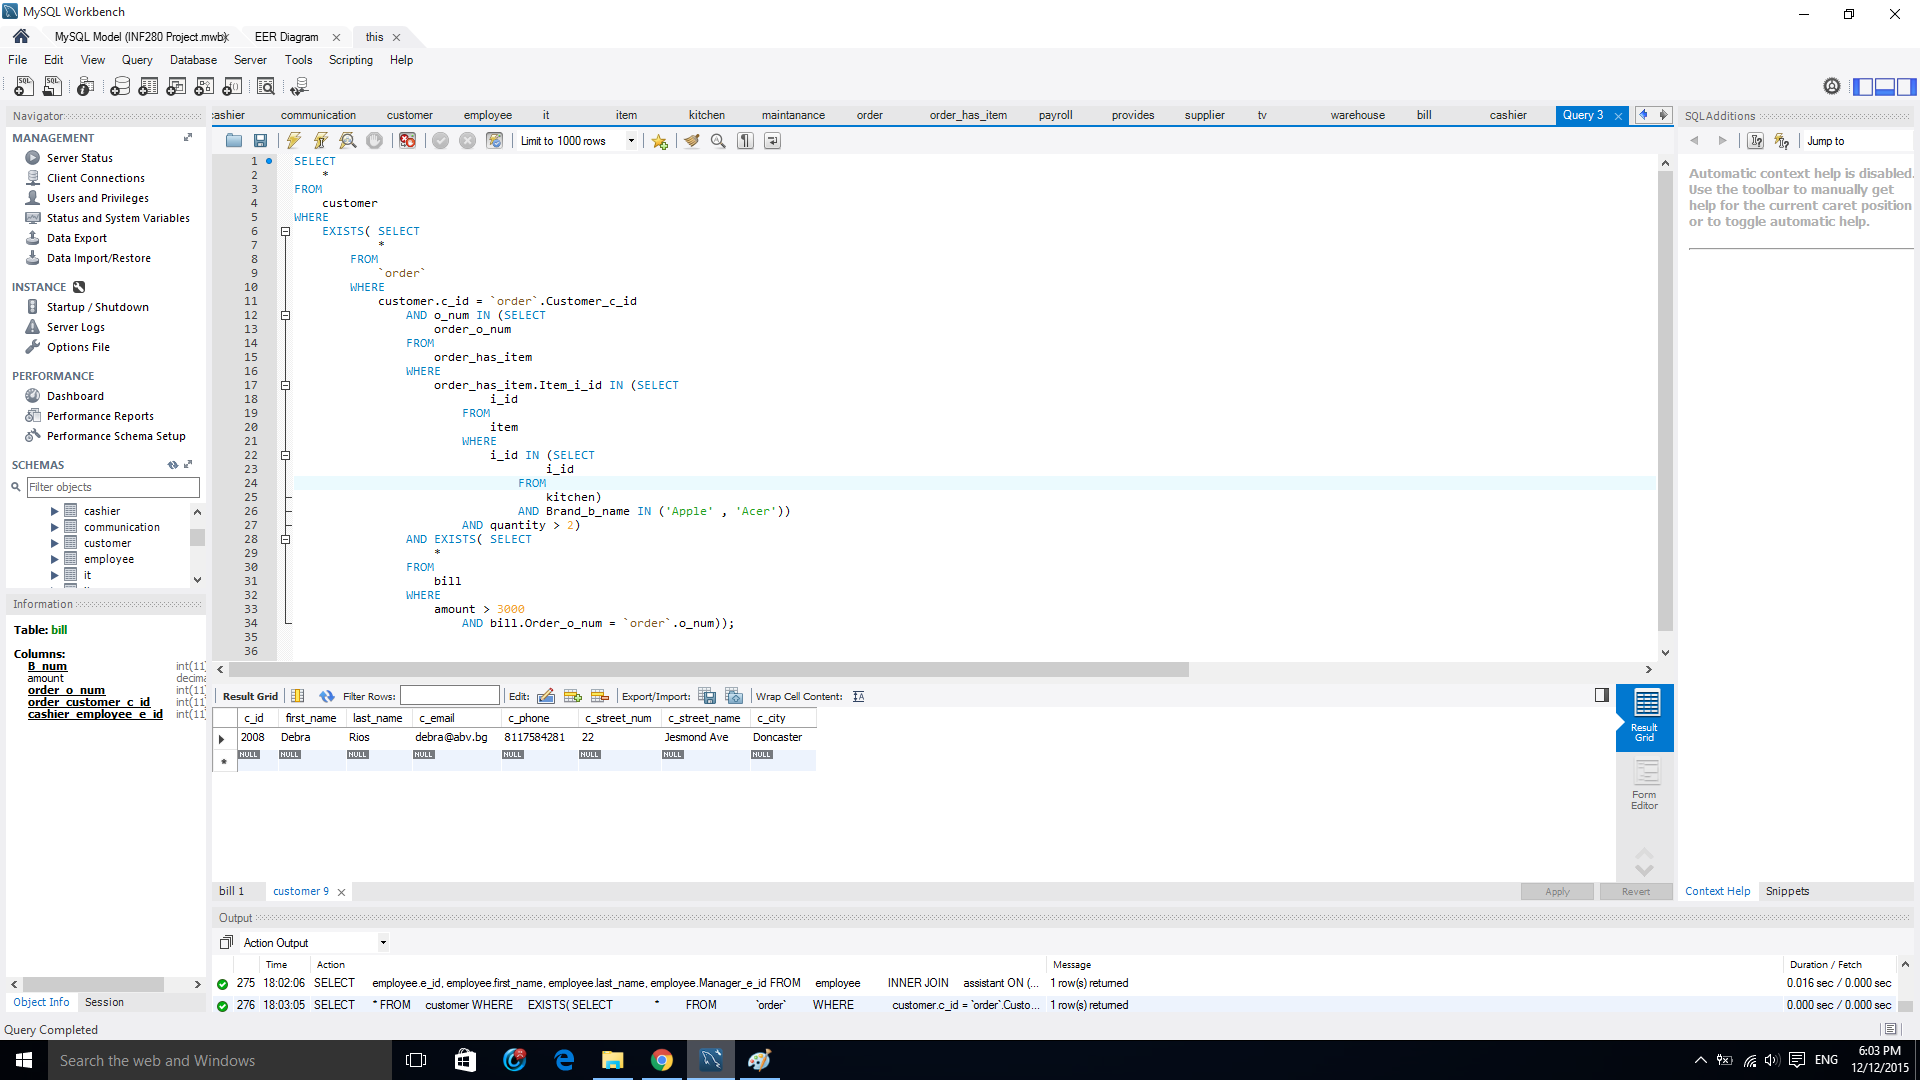 MySQL Workbench
MySQL Model (INF280 Project.mwb)
EER Diagram
this
File Edit View Query Database Server Tools Scripting Help
Navigator
MANAGEMENT
Server Status
Client Connections
Users and Privileges
Status and System Variables
Data Export
Data Import/Restore
INSTANCE
Startup / Shutdown
Server Logs
Options File
PERFORMANCE
Dashboard
Performance Reports
Performance Schema Setup
SCHEMAS
Filter objects
cashier
communication
customer
employee
it
Information
Table: bill
Columns:
B_num int(11)
amount decima
order_o_num int(11)
order_customer_c_id int(11)
cashier_employee_e_id int(11)
Object Info Session
Query Completed
ashier communication customer employee it item kitchen maintanance order order_has_item payroll provides supplier tv warehouse bill cashier Query 3
Limit to 1000 rows
1 SELECT
2 *
3 FROM
4 customer
5 WHERE
6 EXISTS( SELECT
7 *
8 FROM
9 `order`
10 WHERE
11 customer.c_id = `order`.Customer_c_id
12 AND o_num IN (SELECT
13 order_o_num
14 FROM
15 order_has_item
16 WHERE
17 order_has_item.Item_i_id IN (SELECT
18 i_id
19 FROM
20 item
21 WHERE
22 i_id IN (SELECT
23 i_id
24 FROM
25 kitchen)
26 AND Brand_b_name IN ('Apple' , 'Acer'))
27 AND quantity > 2)
28 AND EXISTS( SELECT
29 *
30 FROM
31 bill
32 WHERE
33 amount > 3000
34 AND bill.Order_o_num = `order`.o_num));
35
36
Result Grid Filter Rows: Edit: Export/Import: Wrap Cell Content:
c_id first_name last_name c_email c_phone c_street_num c_street_name c_city
2008 Debra Rios debra@abv.bg 8117584281 22 Jesmond Ave Doncaster
NULL NULL NULL NULL NULL NULL NULL NULL
Result
Grid
Form
Editor
bill 1 customer 9 Apply Revert
Output
Action Output
Time Action Message Duration / Fetch
275 18:02:06 SELECT employee.e_id, employee.first_name, employee.last_name, employee.Manager_e_id FROM employee INNER JOIN assistant ON (... 1 row(s) returned 0.016 sec / 0.000 sec
276 18:03:05 SELECT * FROM customer WHERE EXISTS( SELECT * FROM `order` WHERE customer.c_id = `order`.Custo... 1 row(s) returned 0.000 sec / 0.000 sec
SQLAdditions
Jump to
Automatic context help is disabled.
Use the toolbar to manually get
help for the current caret position
or to toggle automatic help.
Context Help Snippets
Search the web and Windows
ENG
6:03 PM
12/12/2015